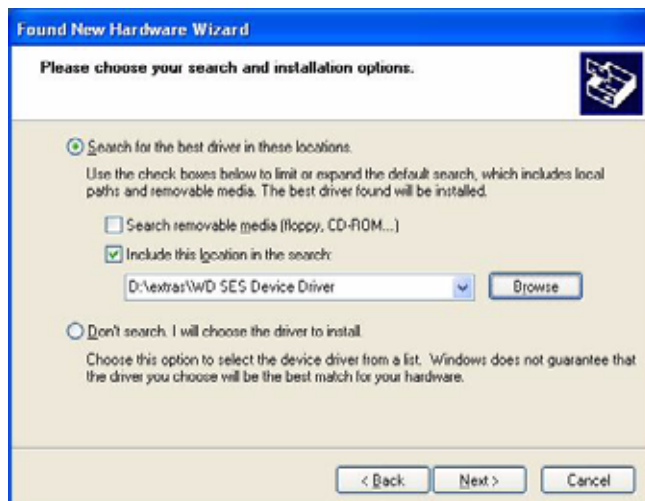 Found New Hardware Wizard
Please choose your search and installation options.
Search for the best driver in these locations.
Use the check boxes below to limit or expand the default search, which includes local
paths and removable media. The best driver found will be installed.
Search removable media (floppy, CD-ROM...)
Include this location in the search:
D:\extras\WD SES Device Driver
Browse
Don't search. I will choose the driver to install.
Choose this option to select the device driver from a list. Windows does not guarantee that
the driver you choose will be the best match for your hardware.
< Back Next > Cancel